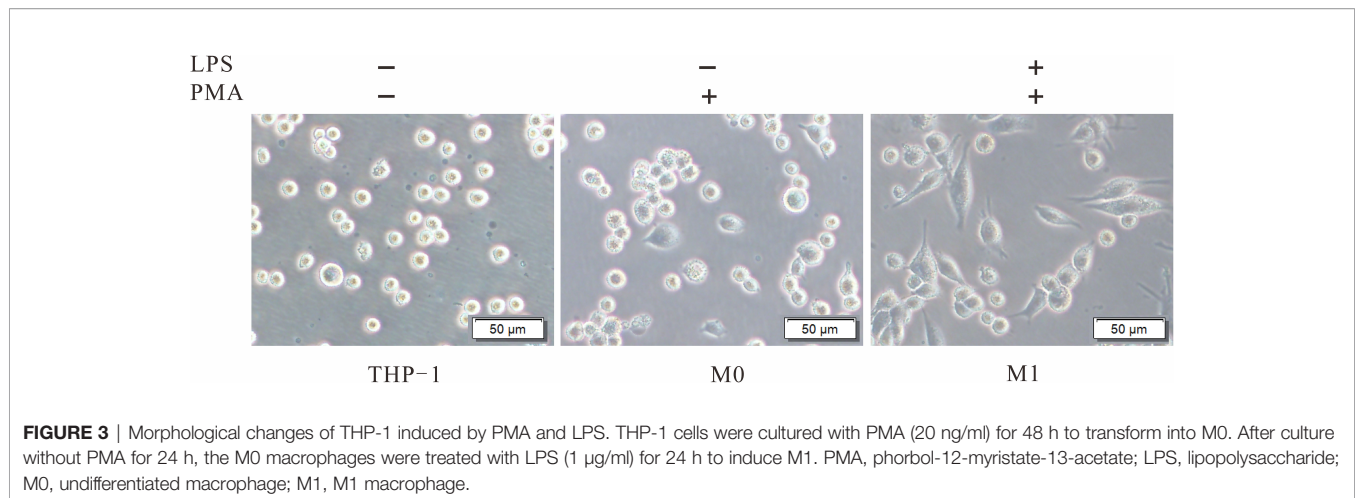 LPS − − +
PMA − + +
50 µm 50 µm 50 µm
THP−1 M0 M1
FIGURE 3 | Morphological changes of THP-1 induced by PMA and LPS. THP-1 cells were cultured with PMA (20 ng/ml) for 48 h to transform into M0. After culture
without PMA for 24 h, the M0 macrophages were treated with LPS (1 µg/ml) for 24 h to induce M1. PMA, phorbol-12-myristate-13-acetate; LPS, lipopolysaccharide;
M0, undifferentiated macrophage; M1, M1 macrophage.